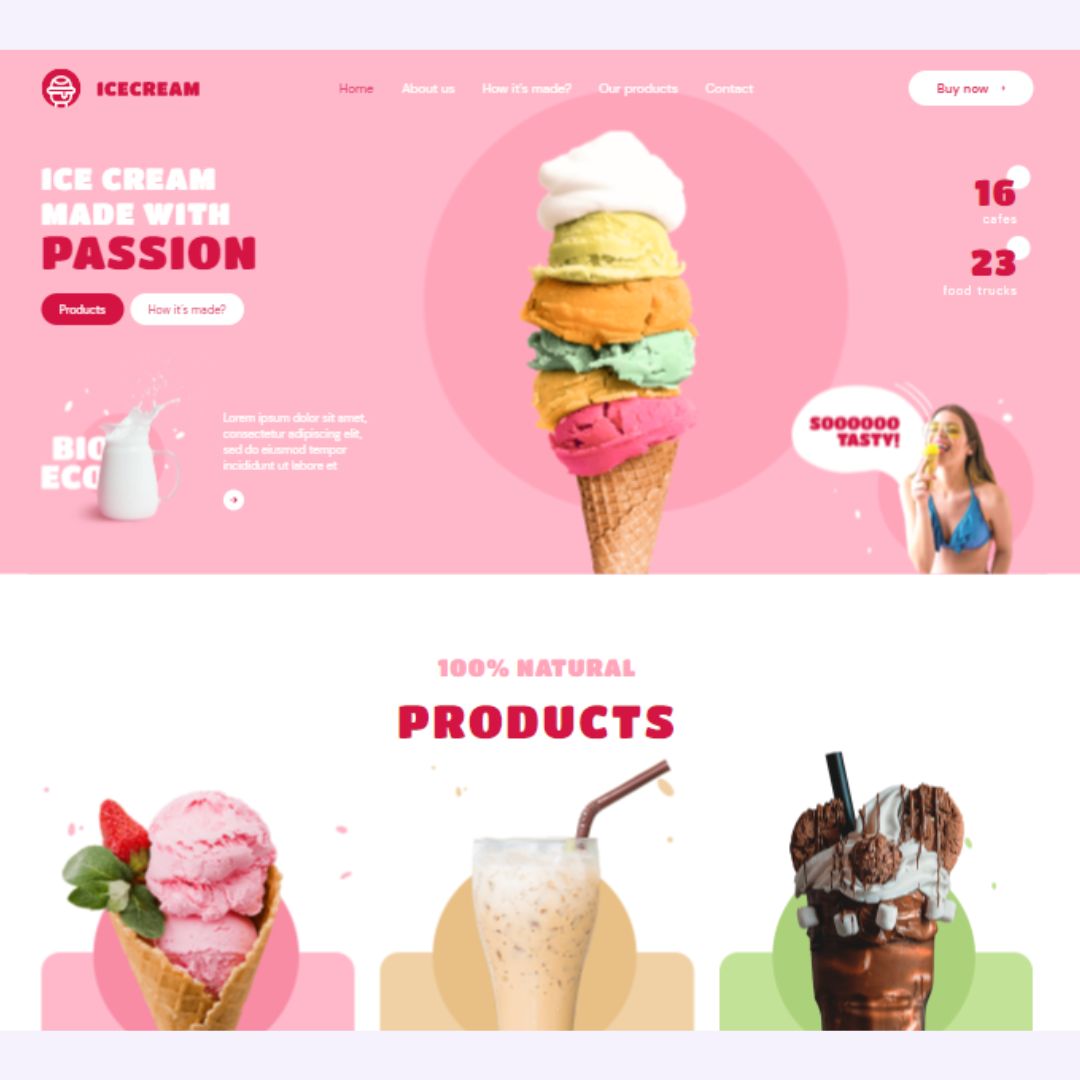 ICECREAM
Home
About us
How it's made?
Our products
Contact
Buy now
ICE CREAM
MADE WITH
PASSION
Products
How it's made?
16
cafes
23
food trucks
BIO
ECO
Lorem ipsum dolor sit amet,
consectetur adipiscing elit,
sed do eiusmod tempor
incididunt ut labore et
SOOOOOO
TASTY!
100% NATURAL
PRODUCTS